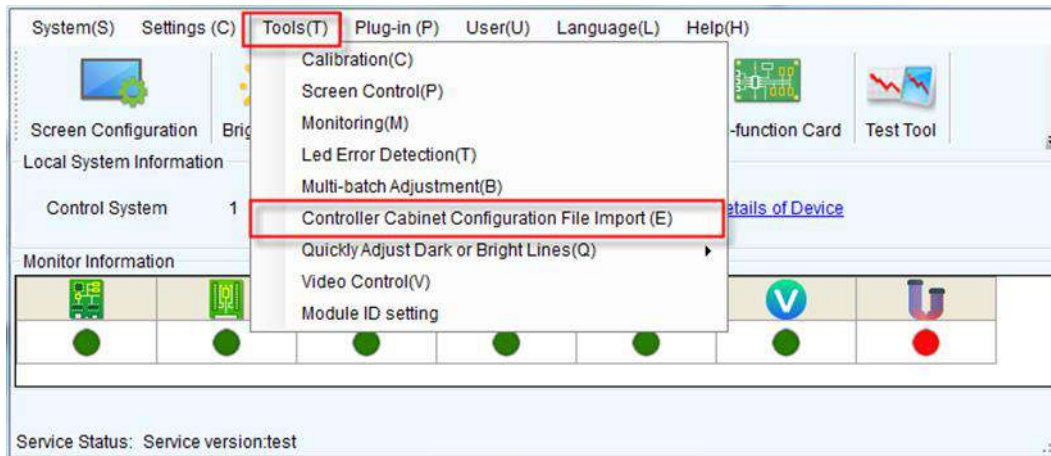 System(S) Settings (C) Tools(T) Plug-in (P) User(U) Language(L) Help(H)
Calibration(C)
Screen Control(P)
Monitoring(M)
Led Error Detection(T)
Multi-batch Adjustment(B)
Controller Cabinet Configuration File Import (E)
Quickly Adjust Dark or Bright Lines(Q)
Video Control(V)
Module ID setting
Screen Configuration Brig -function Card Test Tool
Local System Information
Control System 1 etails of Device
Monitor Information
V
Service Status: Service version:test